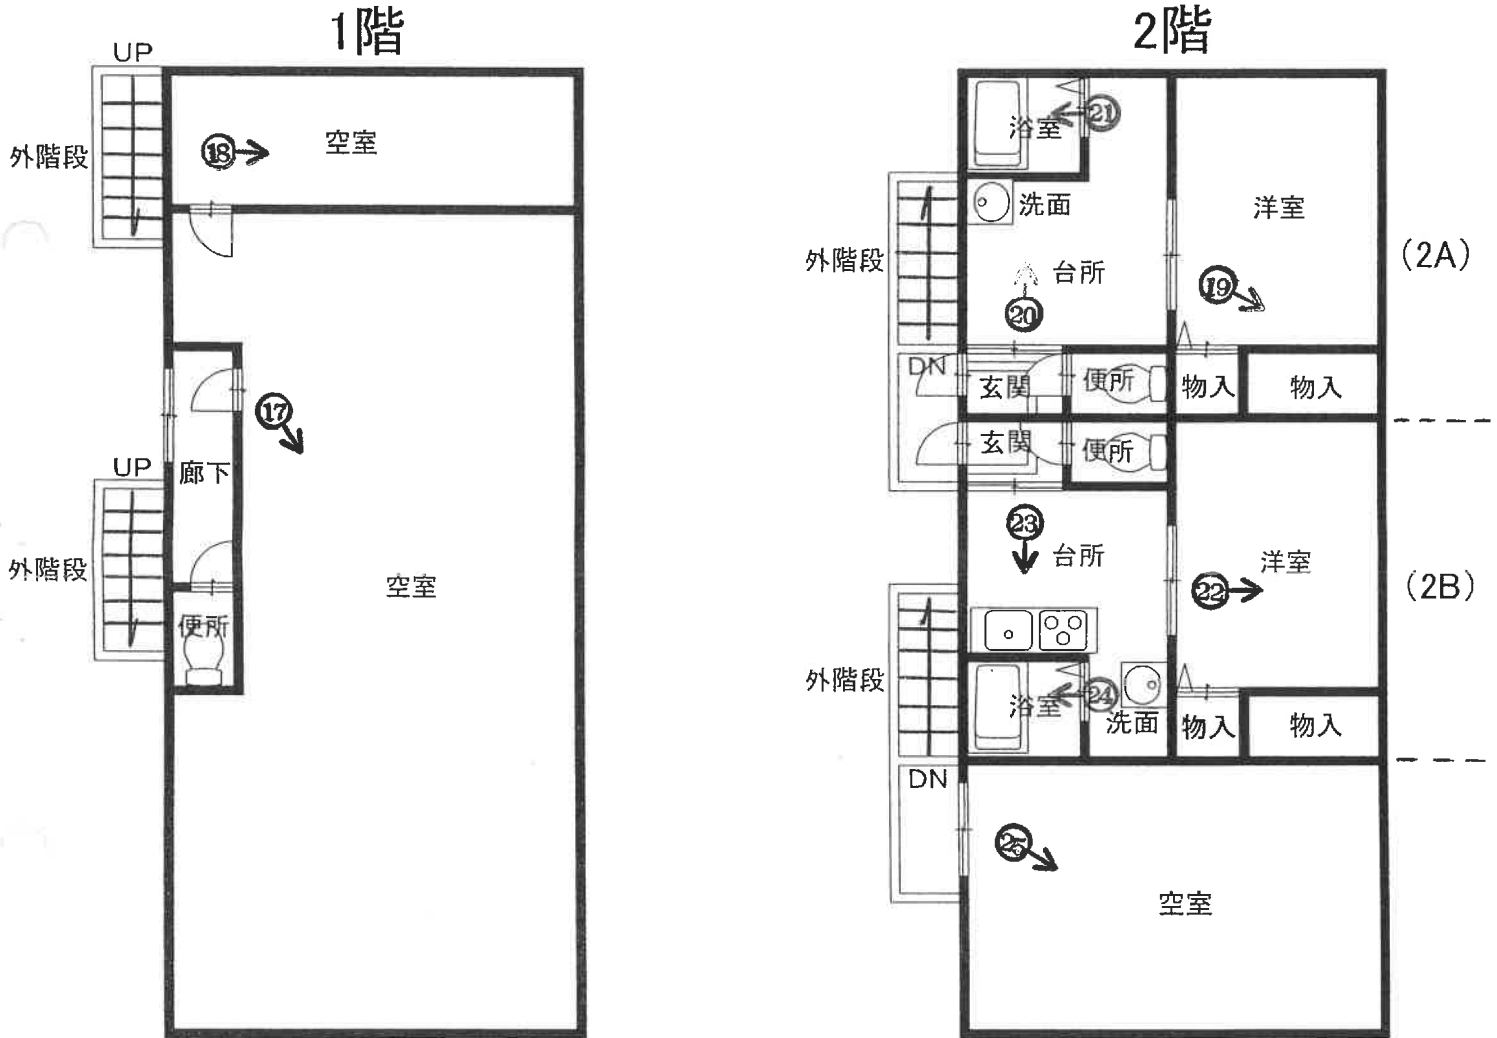 1階
UP
外階段
⑱
空室
⑰
UP
廊下
外階段
空室
便所
2階
㉑
浴室
洗面
洋室
外階段
台所
(2A)
⑲
⑳
DN
玄関
便所
物入
物入
玄関
便所
㉓
台所
洋室
㉒
(2B)
外階段
浴室
㉔
洗面
物入
物入
DN
㉕
空室